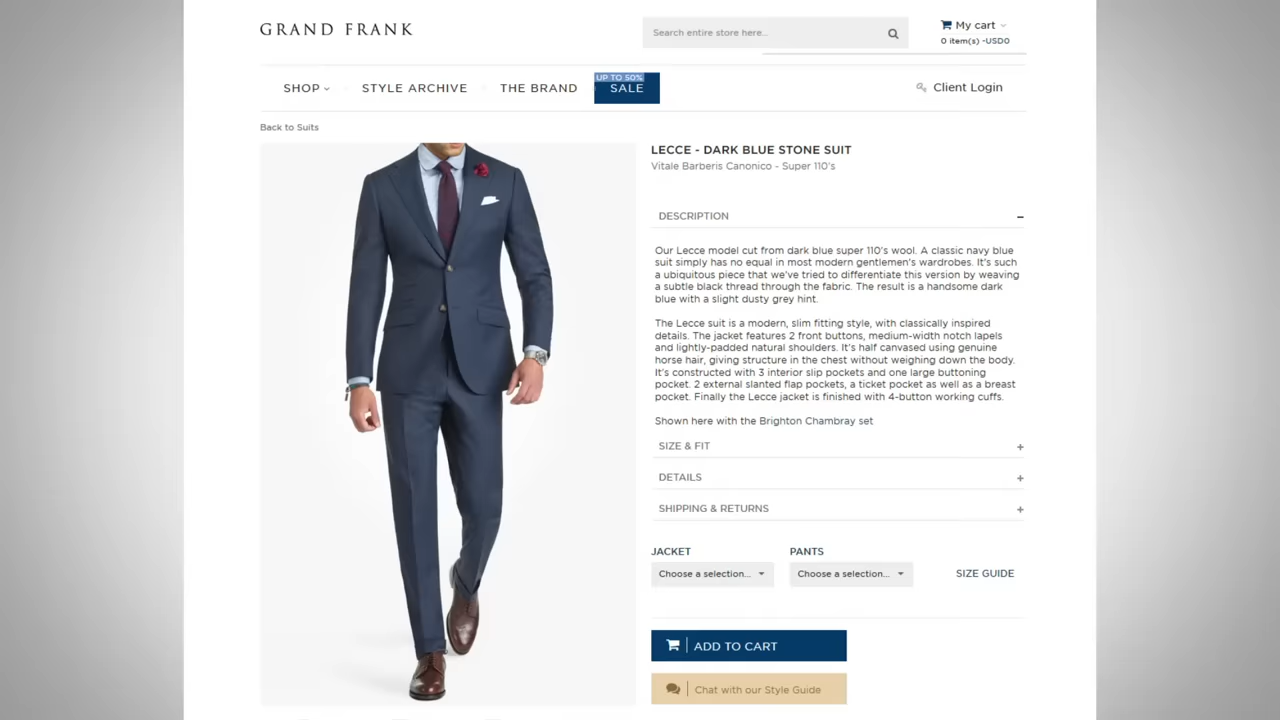 GRAND FRANK
Search entire store here...
My cart
0 item(s) -USD0
SHOP
STYLE ARCHIVE
THE BRAND
UP TO 50%
SALE
Client Login
Back to Suits
LECCE - DARK BLUE STONE SUIT
Vitale Barberis Canonico - Super 110's
DESCRIPTION
Our Lecce model cut from dark blue super 110's wool. A classic navy blue
suit simply has no equal in most modern gentlemen's wardrobes. It's such
a ubiquitous piece that we've tried to differentiate this version by weaving
a subtle black thread through the fabric. The result is a handsome dark
blue with a slight dusty grey hint.
The Lecce suit is a modern, slim fitting style, with classically inspired
details. The jacket features 2 front buttons, medium-width notch lapels
and lightly-padded natural shoulders. It's half canvased using genuine
horse hair, giving structure in the chest without weighing down the body.
It's constructed with 3 interior slip pockets and one large buttoning
pocket. 2 external slanted flap pockets, a ticket pocket as well as a breast
pocket. Finally the Lecce jacket is finished with 4-button working cuffs.
Shown here with the Brighton Chambray set
SIZE & FIT +
DETAILS +
SHIPPING & RETURNS +
JACKET
PANTS
Choose a selection...
Choose a selection...
SIZE GUIDE
ADD TO CART
Chat with our Style Guide